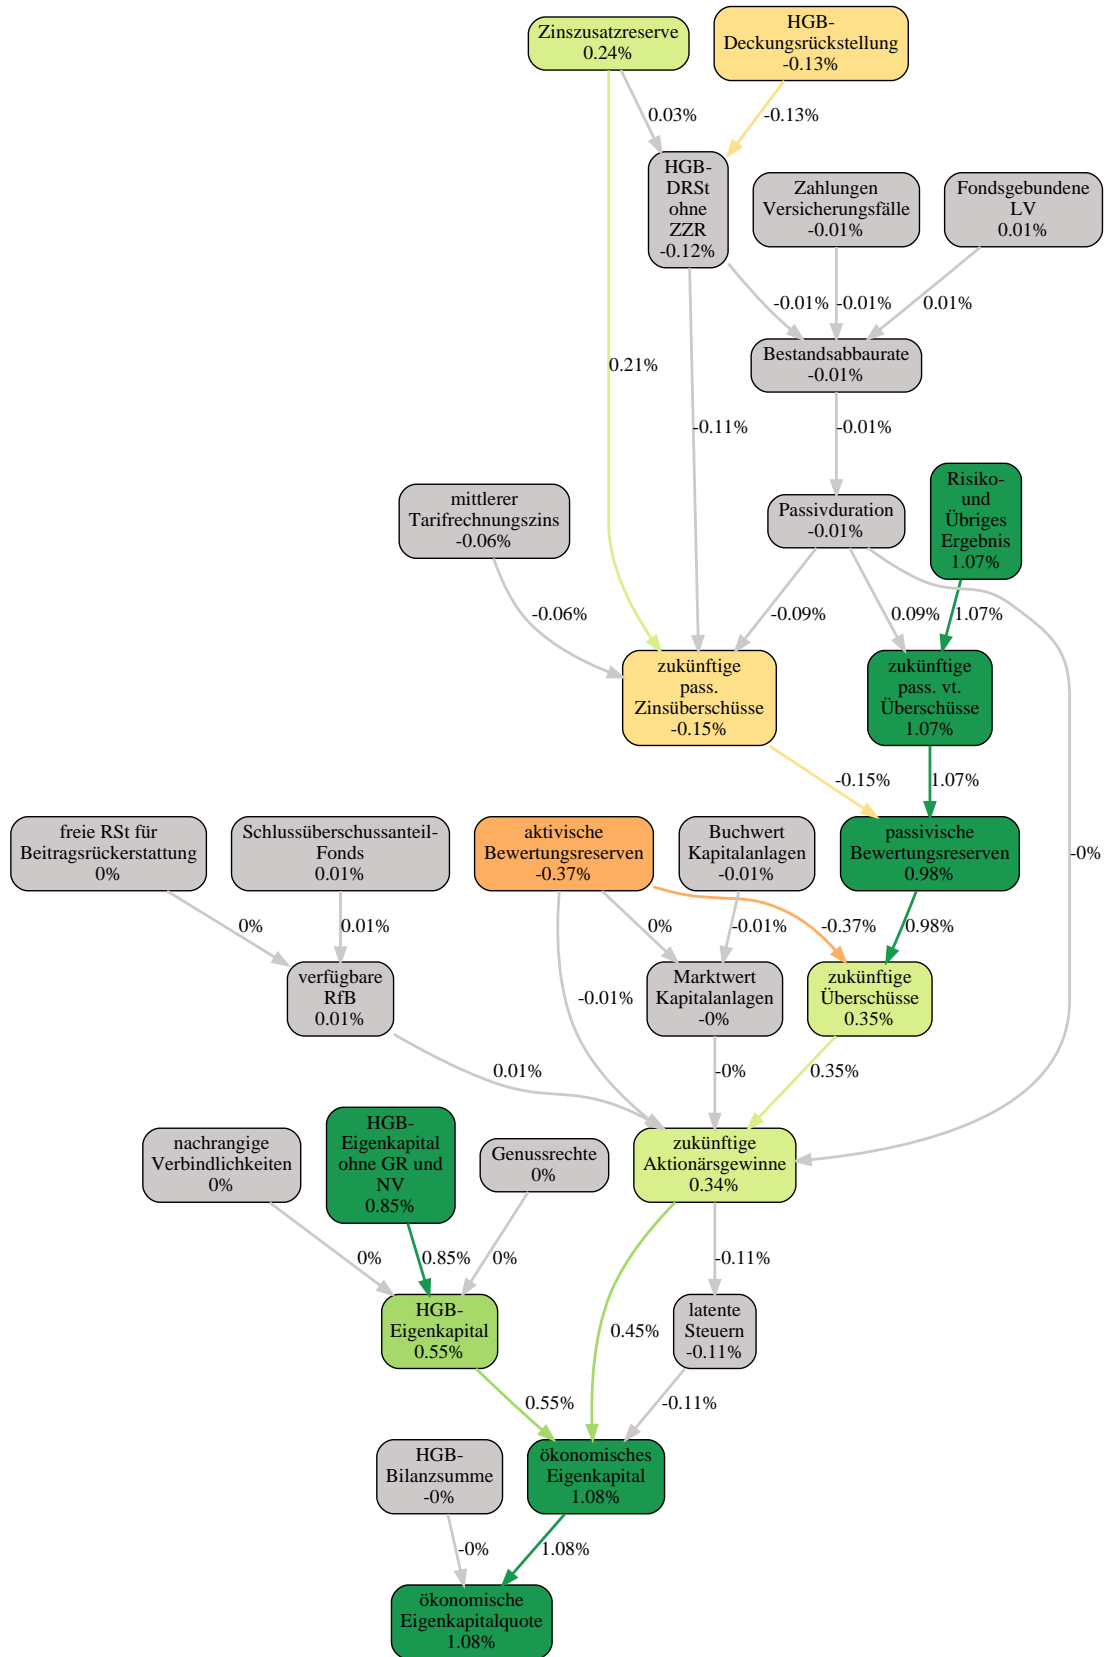 Zinszusatzreserve
0.24%
HGB-
Deckungsrückstellung
-0.13%
0.03%
-0.13%
HGB-
DRSt
ohne
ZZR
-0.12%
Zahlungen
Versicherungsfälle
-0.01%
Fondsgebundene
LV
0.01%
-0.01%
-0.01%
0.01%
0.21%
Bestandsabbaurate
-0.01%
-0.11%
-0.01%
mittlerer
Tarifrechnungszins
-0.06%
Passivduration
-0.01%
Risiko-
und
Übriges
Ergebnis
1.07%
-0.06%
-0.09%
0.09%
1.07%
zukünftige
pass.
Zinsüberschüsse
-0.15%
zukünftige
pass. vt.
Überschüsse
1.07%
-0.15%
1.07%
freie RSt für
Beitragsrückerstattung
0%
Schlussüberschussanteil-
Fonds
0.01%
aktivische
Bewertungsreserven
-0.37%
Buchwert
Kapitalanlagen
-0.01%
passivische
Bewertungsreserven
0.98%
-0%
0%
0.01%
0%
-0.01%
-0.37%
0.98%
verfügbare
RfB
0.01%
-0.01%
Marktwert
Kapitalanlagen
-0%
zukünftige
Überschüsse
0.35%
0.01%
-0%
0.35%
nachrangige
Verbindlichkeiten
0%
HGB-
Eigenkapital
ohne GR und
NV
0.85%
Genussrechte
0%
zukünftige
Aktionärsgewinne
0.34%
0%
0.85%
0%
-0.11%
HGB-
Eigenkapital
0.55%
0.45%
latente
Steuern
-0.11%
0.55%
-0.11%
HGB-
Bilanzsumme
-0%
ökonomisches
Eigenkapital
1.08%
-0%
1.08%
ökonomische
Eigenkapitalquote
1.08%